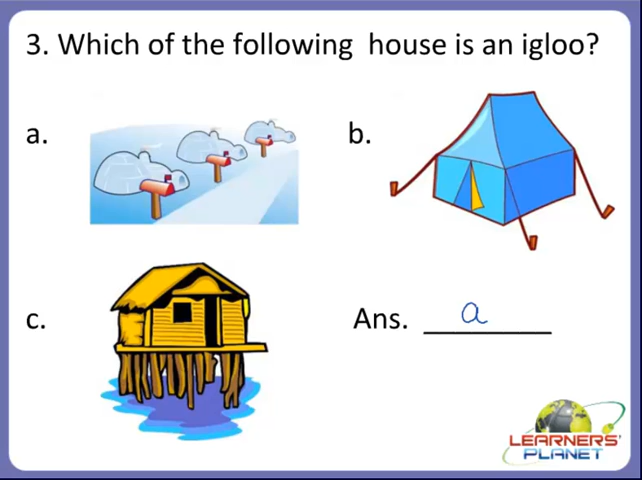 3. Which of the following house is an igloo?
a.
b.
c.
Ans. a
LEARNERS'
PLANET